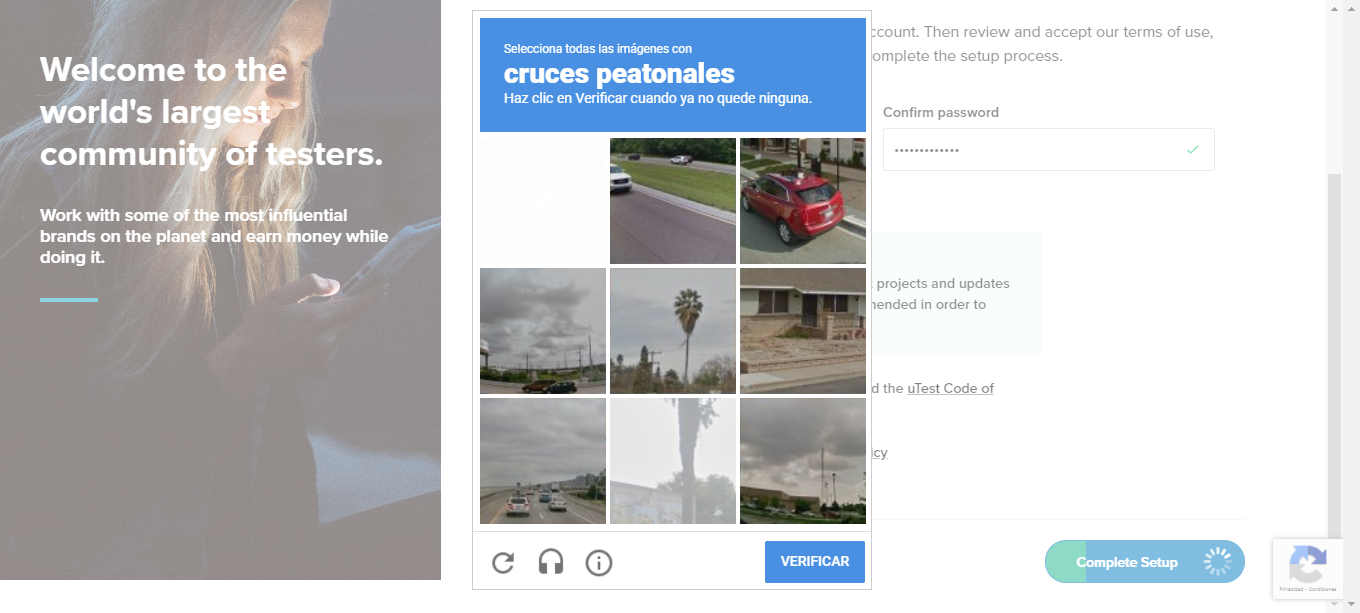 Welcome to the
world's largest
community of testers.
Work with some of the most influential
brands on the planet and earn money while
doing it.
Selecciona todas las imágenes con
cruces peatonales
Haz clic en Verificar cuando ya no quede ninguna.
VERIFICAR
ccount. Then review and accept our terms of use,
omplete the setup process.
Confirm password
•••••••••••••
projects and updates
mended in order to
d the uTest Code of
icy
Complete Setup
Privacidad - Condiciones